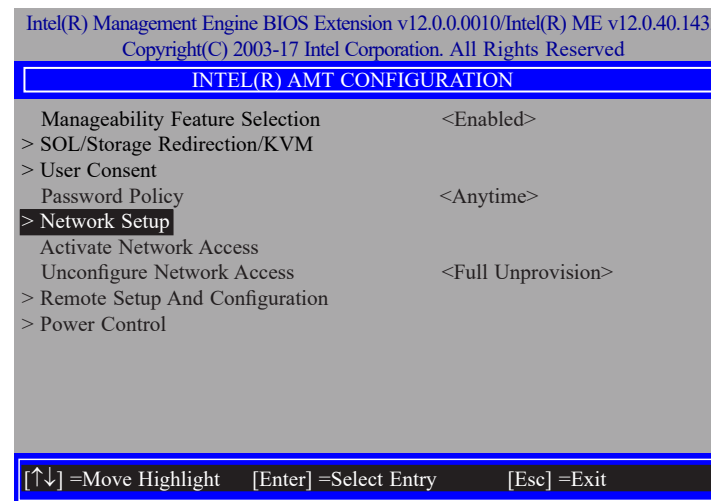 Intel(R) Management Engine BIOS Extension v12.0.0.0010/Intel(R) ME v12.0.40.143
Copyright(C) 2003-17 Intel Corporation. All Rights Reserved
INTEL(R) AMT CONFIGURATION
Manageability Feature Selection <Enabled>
> SOL/Storage Redirection/KVM
> User Consent
Password Policy <Anytime>
> Network Setup
Activate Network Access
Unconfigure Network Access <Full Unprovision>
> Remote Setup And Configuration
> Power Control
[↑↓] =Move Highlight [Enter] =Select Entry [Esc] =Exit